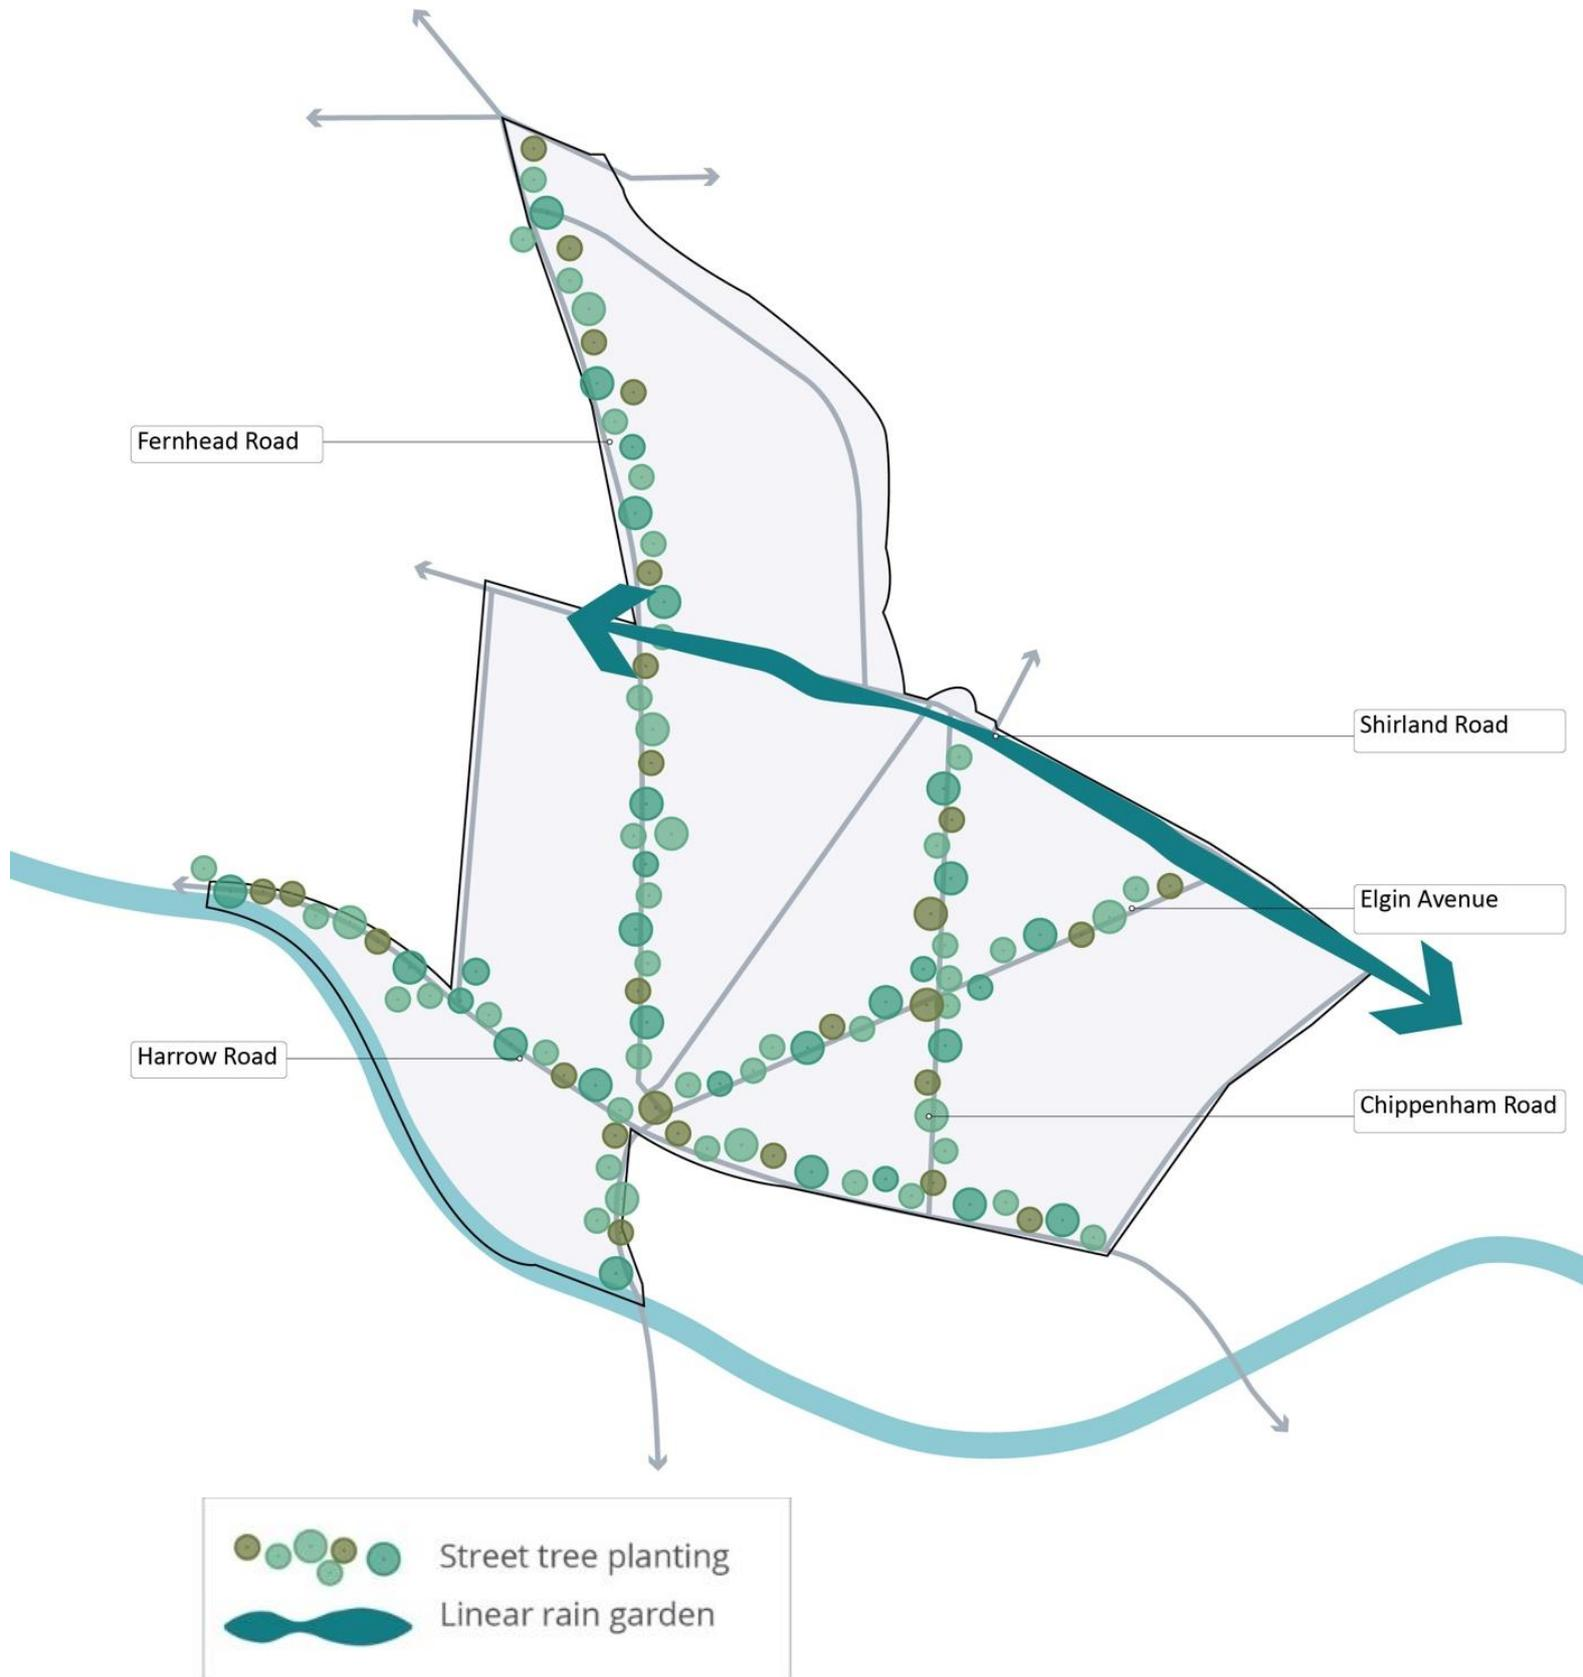 Fernhead Road
Shirland Road
Elgin Avenue
Harrow Road
Chippenham Road
Street tree planting
Linear rain garden